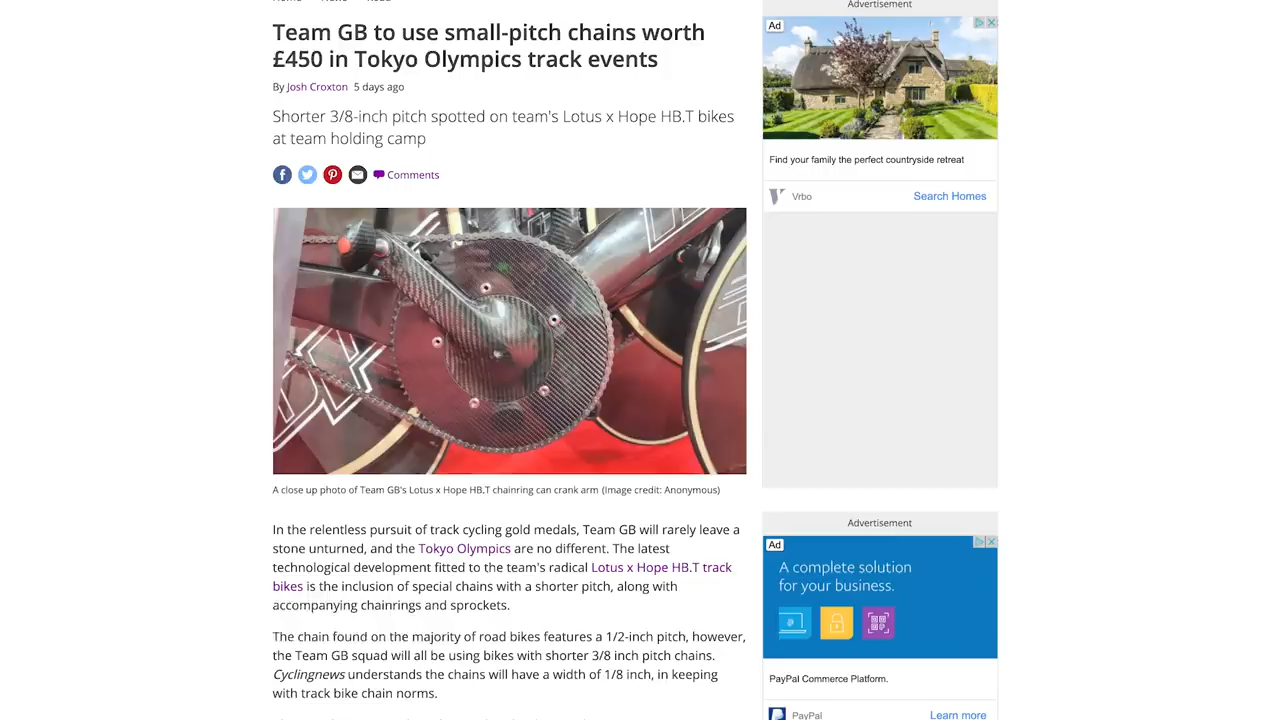 Team GB to use small-pitch chains worth
£450 in Tokyo Olympics track events
By Josh Croxton 5 days ago
Shorter 3/8-inch pitch spotted on team's Lotus x Hope HB.T bikes
at team holding camp
Comments
A close up photo of Team GB's Lotus x Hope HB.T chainring can crank arm (Image credit: Anonymous)
In the relentless pursuit of track cycling gold medals, Team GB will rarely leave a
stone unturned, and the Tokyo Olympics are no different. The latest
technological development fitted to the team's radical Lotus x Hope HB.T track
bikes is the inclusion of special chains with a shorter pitch, along with
accompanying chainrings and sprockets.
The chain found on the majority of road bikes features a 1/2-inch pitch, however,
the Team GB squad will all be using bikes with shorter 3/8 inch pitch chains.
Cyclingnews understands the chains will have a width of 1/8 inch, in keeping
with track bike chain norms.
Advertisement
Ad
Find your family the perfect countryside retreat
Vrbo
Search Homes
Advertisement
Ad
A complete solution
for your business.
PayPal Commerce Platform.
PayPal
Learn more